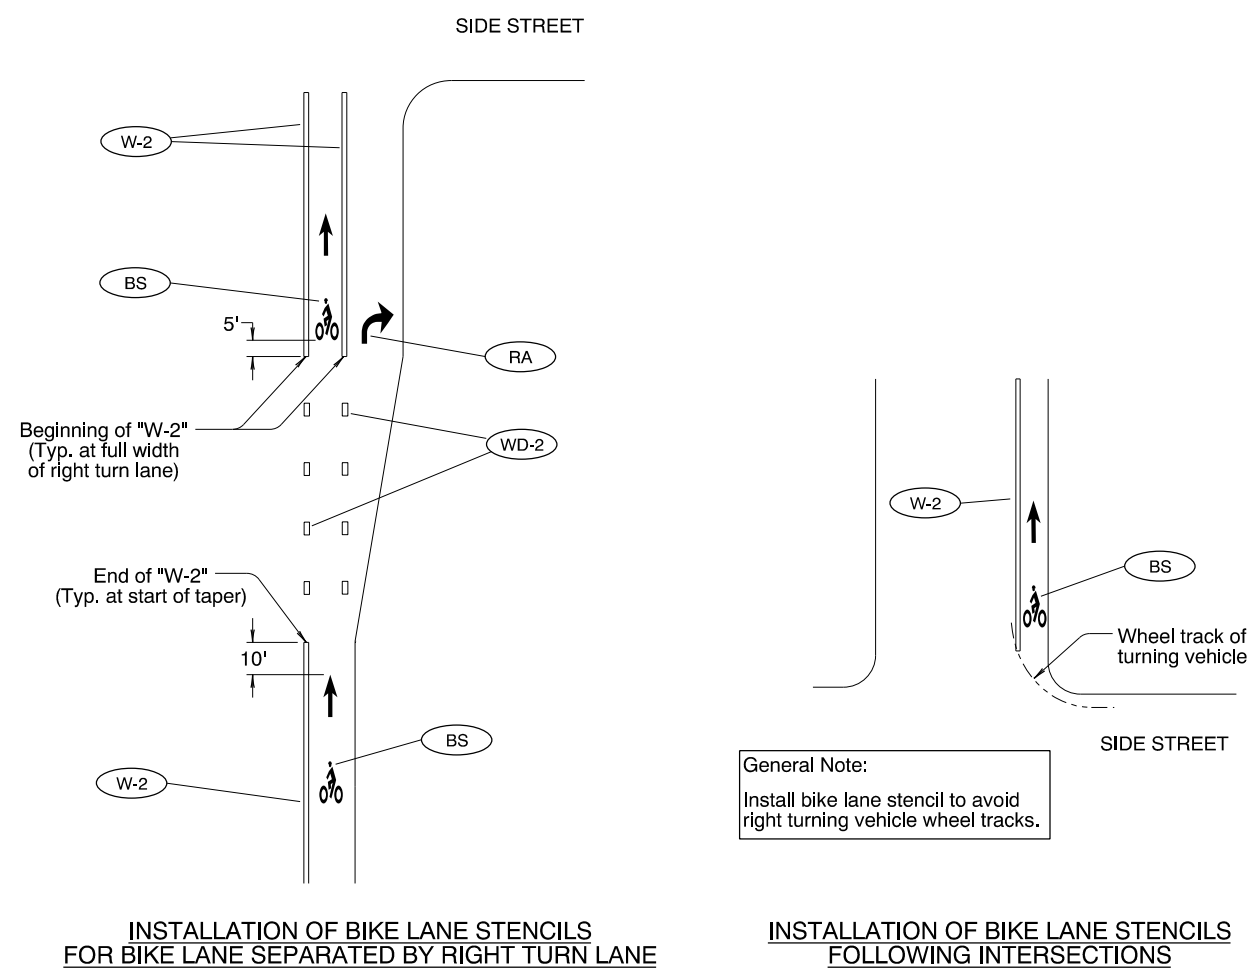 SIDE STREET
W-2
BS
5'
RA
Beginning of "W-2"
(Typ. at full width
of right turn lane)
WD-2
End of "W-2"
(Typ. at start of taper)
10'
BS
W-2
INSTALLATION OF BIKE LANE STENCILS
FOR BIKE LANE SEPARATED BY RIGHT TURN LANE
W-2
BS
Wheel track of
turning vehicle
SIDE STREET
General Note:
Install bike lane stencil to avoid
right turning vehicle wheel tracks.
INSTALLATION OF BIKE LANE STENCILS
FOLLOWING INTERSECTIONS